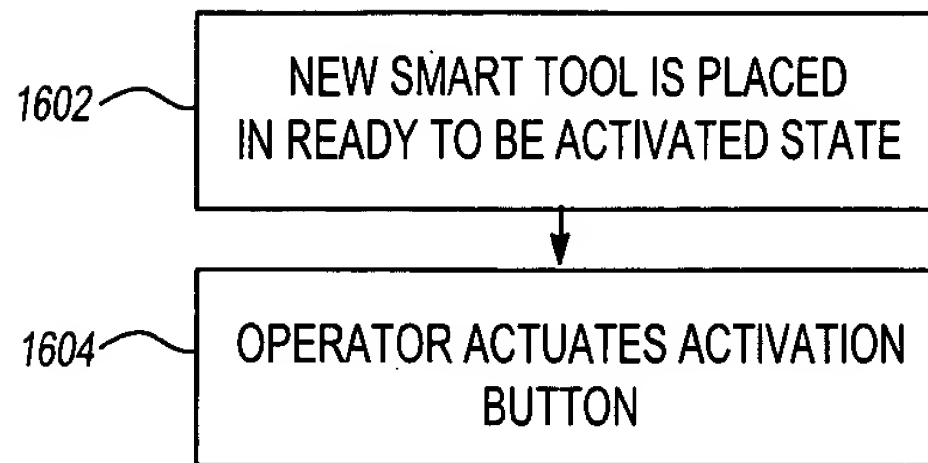 1602
NEW SMART TOOL IS PLACED
IN READY TO BE ACTIVATED STATE
1604
OPERATOR ACTUATES ACTIVATION
BUTTON